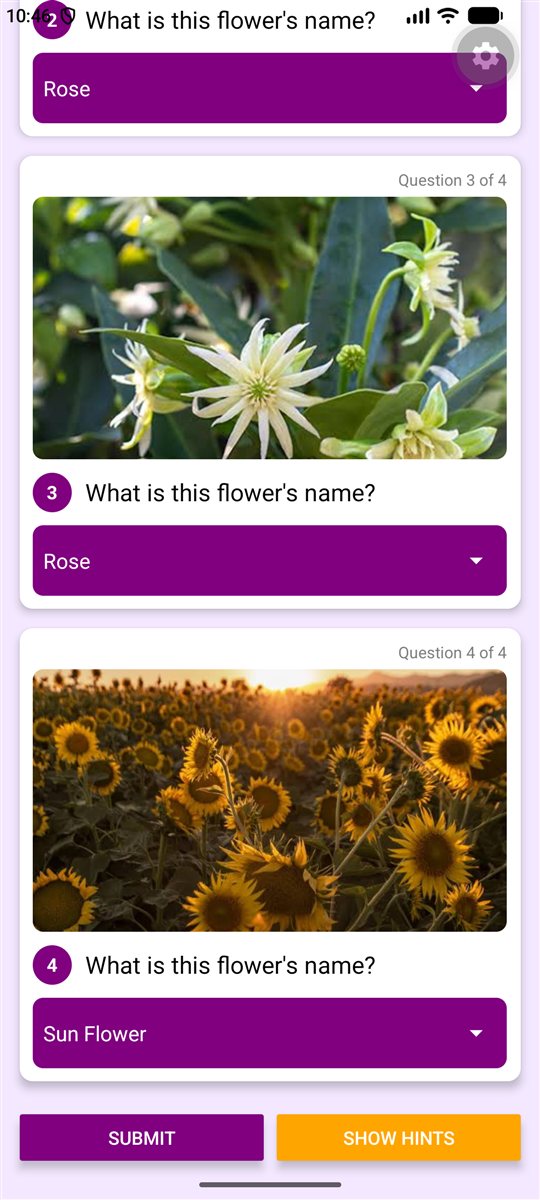 10:46
2 What is this flower's name?
Rose
Question 3 of 4
3 What is this flower's name?
Rose
Question 4 of 4
4 What is this flower's name?
Sun Flower
SUBMIT SHOW HINTS